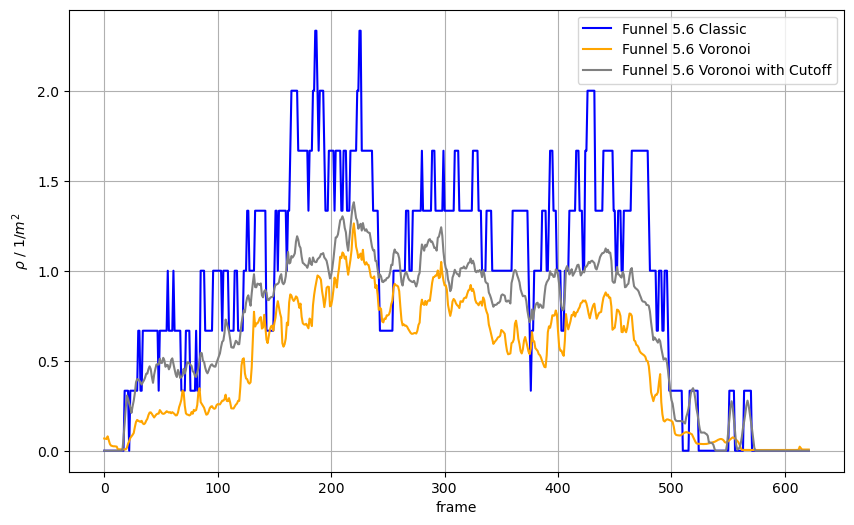 Funnel 5.6 Classic
Funnel 5.6 Voronoi
Funnel 5.6 Voronoi with Cutoff
2.0
1.5
1.0
0.5
0.0
ρ / 1/m²
0 100 200 300 400 500 600
frame